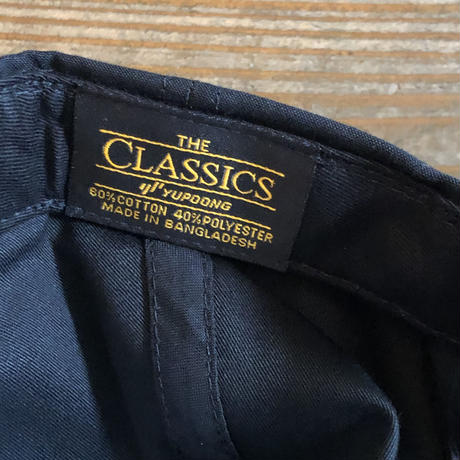 THE
CLASSICS
YUPOONG
60% COTTON 40% POLYESTER
MADE IN BANGLADESH